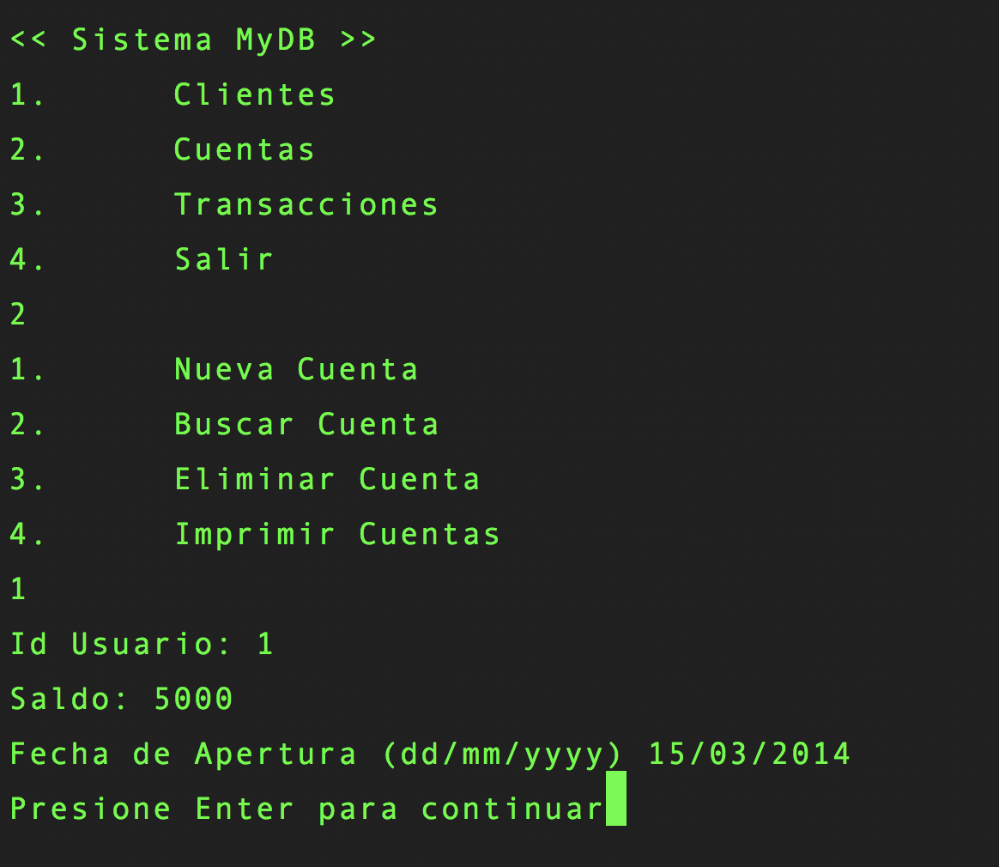 << Sistema MyDB >>
1. Clientes
2. Cuentas
3. Transacciones
4. Salir
2
1. Nueva Cuenta
2. Buscar Cuenta
3. Eliminar Cuenta
4. Imprimir Cuentas
1
Id Usuario: 1
Saldo: 5000
Fecha de Apertura (dd/mm/yyyy) 15/03/2014
Presione Enter para continuar